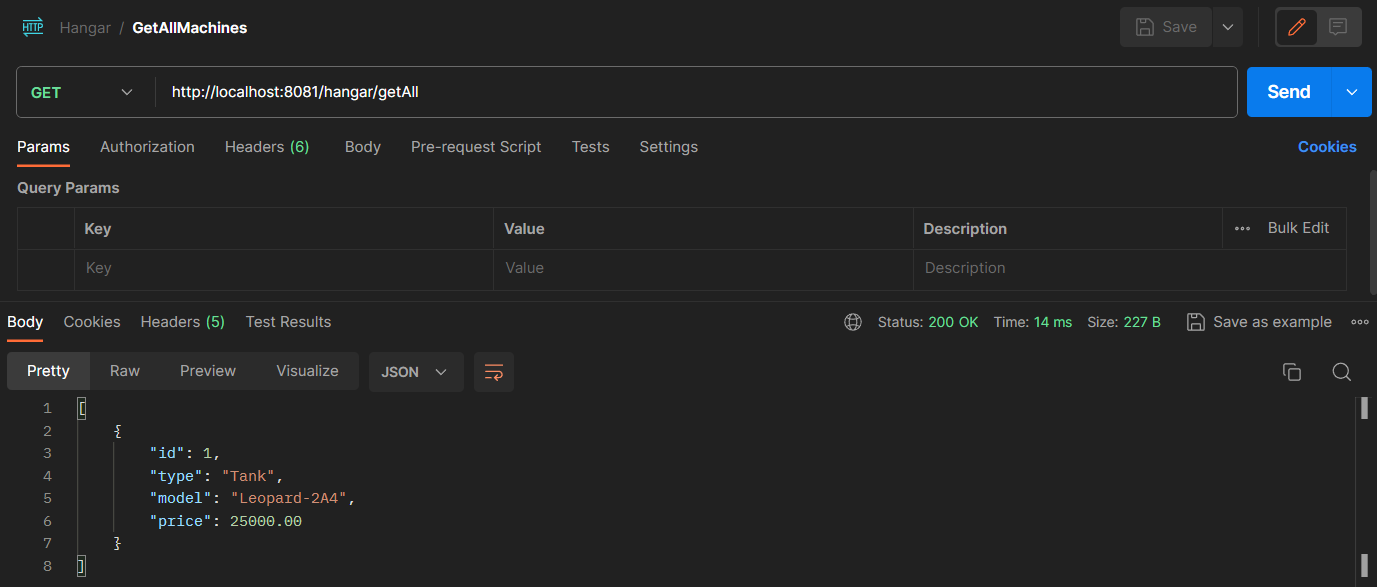 HTTP Hangar / GetAllMachines Save
GET http://localhost:8081/hangar/getAll Send
Params Authorization Headers (6) Body Pre-request Script Tests Settings Cookies
Query Params
Key Value Description Bulk Edit
Key Value Description
Body Cookies Headers (5) Test Results Status: 200 OK Time: 14 ms Size: 227 B Save as example
Pretty Raw Preview Visualize JSON
1 [
2 {
3 "id": 1,
4 "type": "Tank",
5 "model": "Leopard-2A4",
6 "price": 25000.00
7 }
8 ]